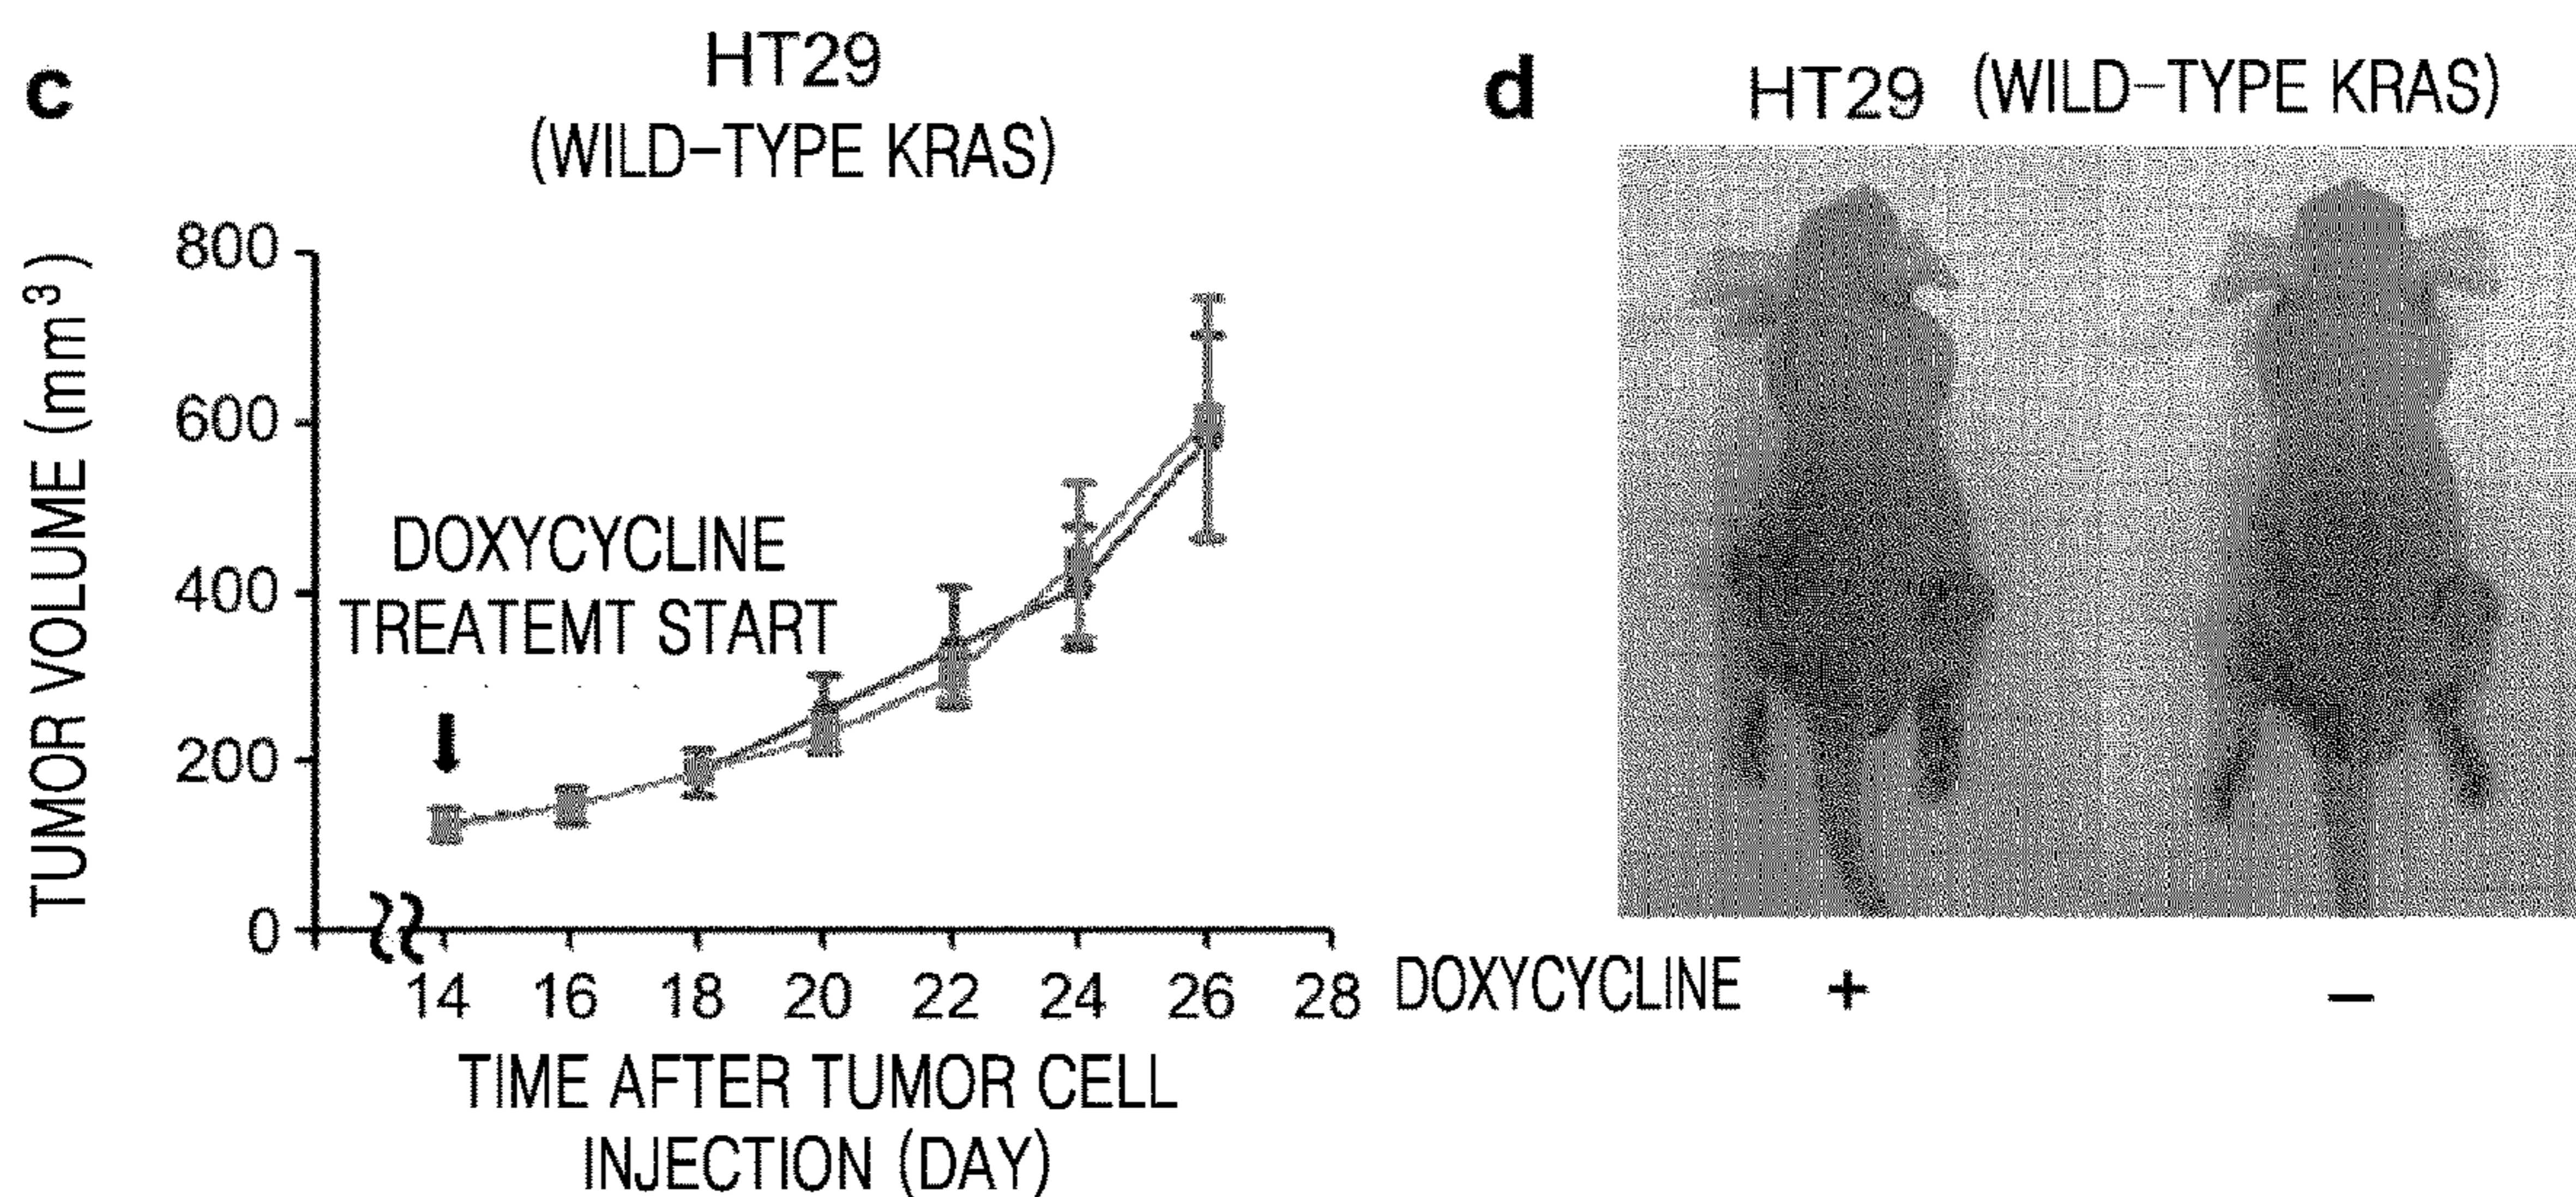 c
HT29
(WILD-TYPE KRAS)
800
600
400
200
0
TUMOR VOLUME (mm³)
DOXYCYCLINE
TREATEMT START
14 16 18 20 22 24 26 28
TIME AFTER TUMOR CELL
INJECTION (DAY)
d
HT29 (WILD-TYPE KRAS)
DOXYCYCLINE + −